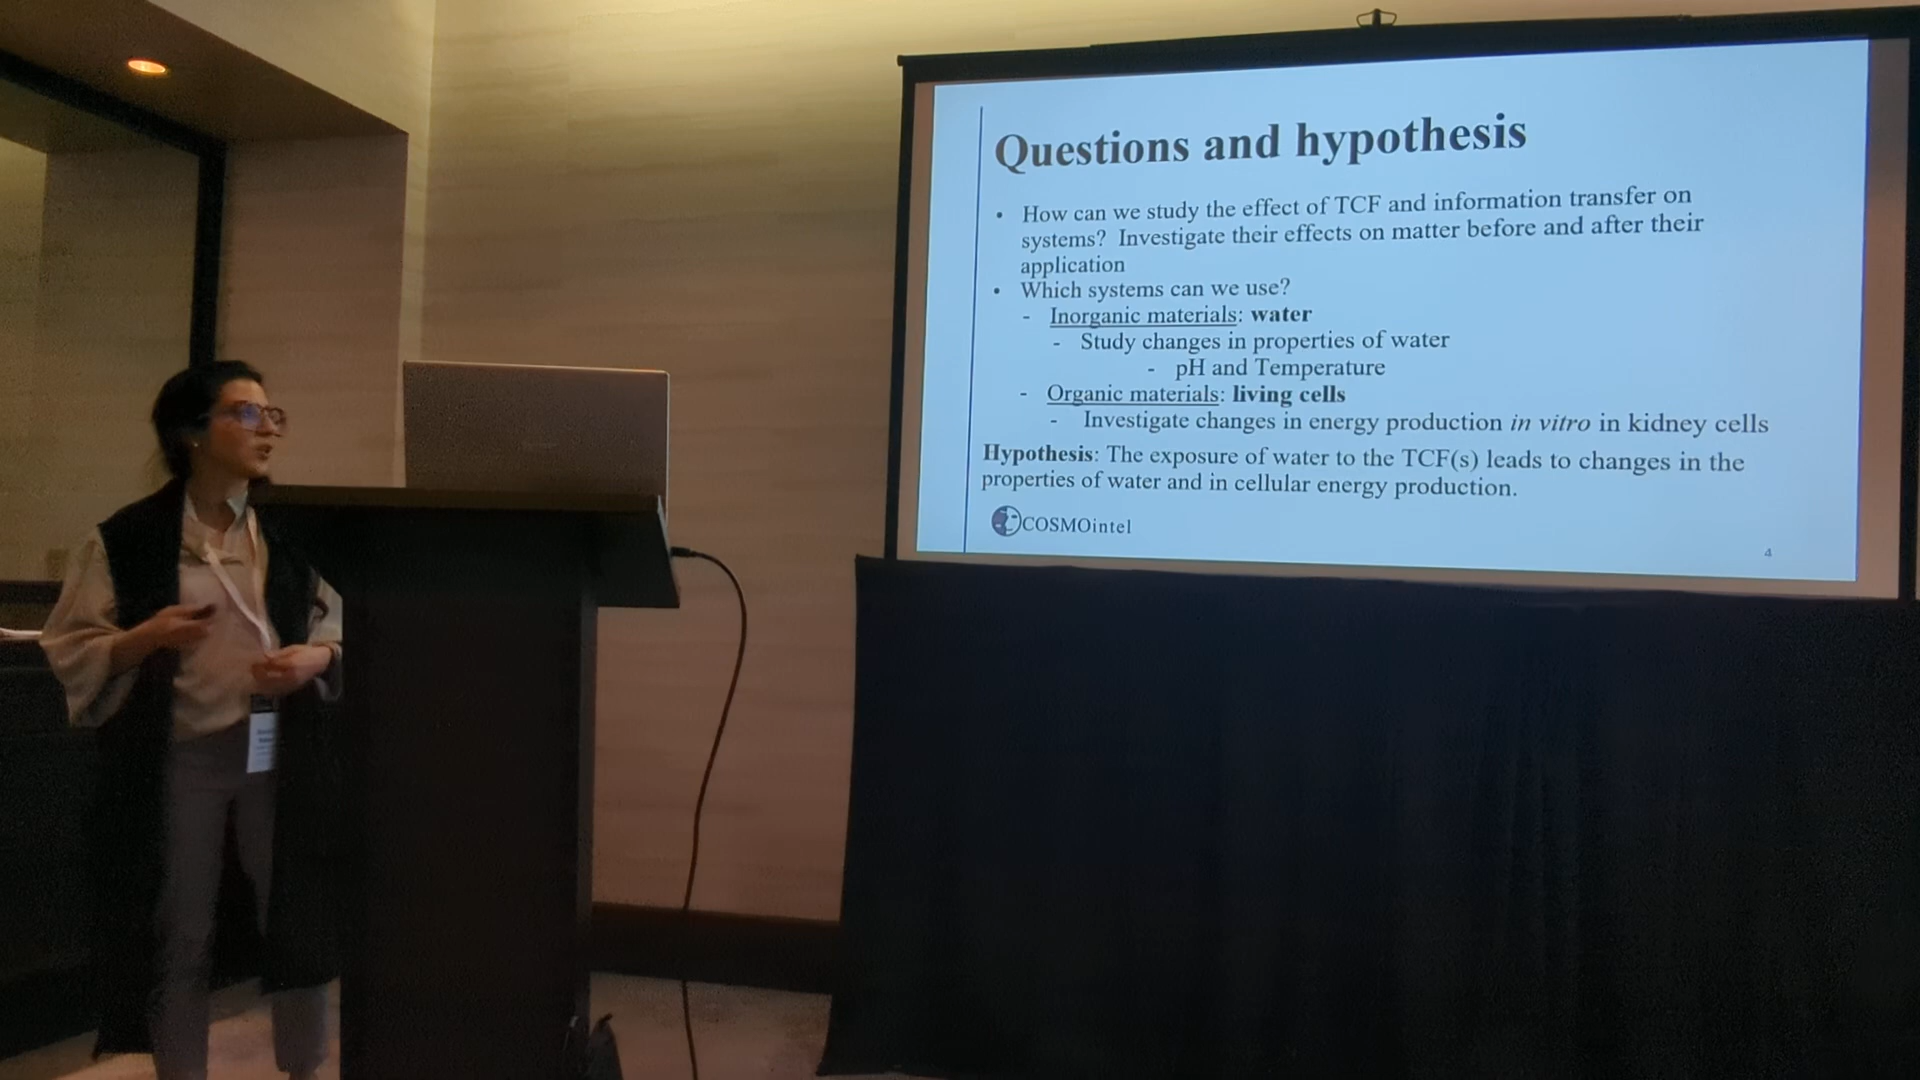 Questions and hypothesis
• How can we study the effect of TCF and information transfer on
systems? Investigate their effects on matter before and after their
application
• Which systems can we use?
- Inorganic materials: water
- Study changes in properties of water
- pH and Temperature
- Organic materials: living cells
- Investigate changes in energy production in vitro in kidney cells
Hypothesis: The exposure of water to the TCF(s) leads to changes in the
properties of water and in cellular energy production.
COSMOintel
4